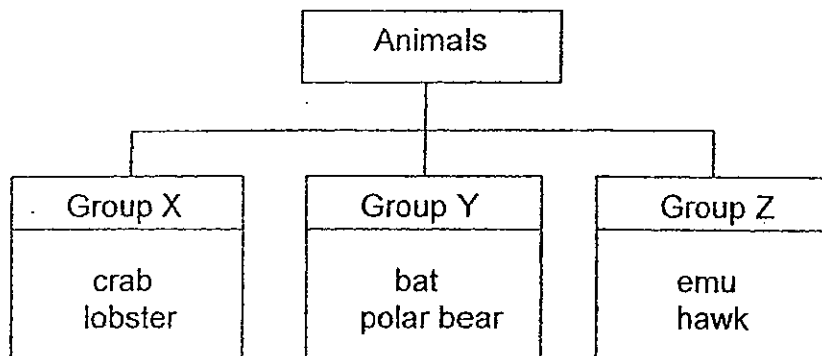 Animals
Group X
Group Y
Group Z
crab
lobster
bat
polar bear
emu
hawk